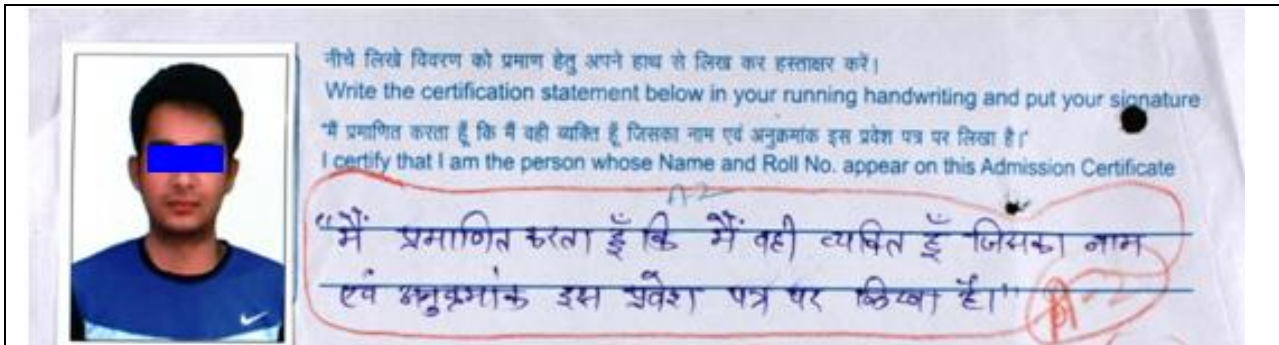 नीचे लिखे विवरण को प्रमाण हेतु अपने हाथ से लिख कर हस्ताक्षर करें।
Write the certification statement below in your running handwriting and put your signature
"मैं प्रमाणित करता हूँ कि मैं वही व्यक्ति हूँ जिसका नाम एवं अनुक्रमांक इस प्रवेश पत्र पर लिखा है।"
I certify that I am the person whose Name and Roll No. appear on this Admission Certificate
A2
"मैं प्रमाणित करता हूँ कि मैं वही व्यक्ति हूँ जिसका नाम
एवं अनुक्रमांक इस प्रवेश पत्र पर लिखा है।"